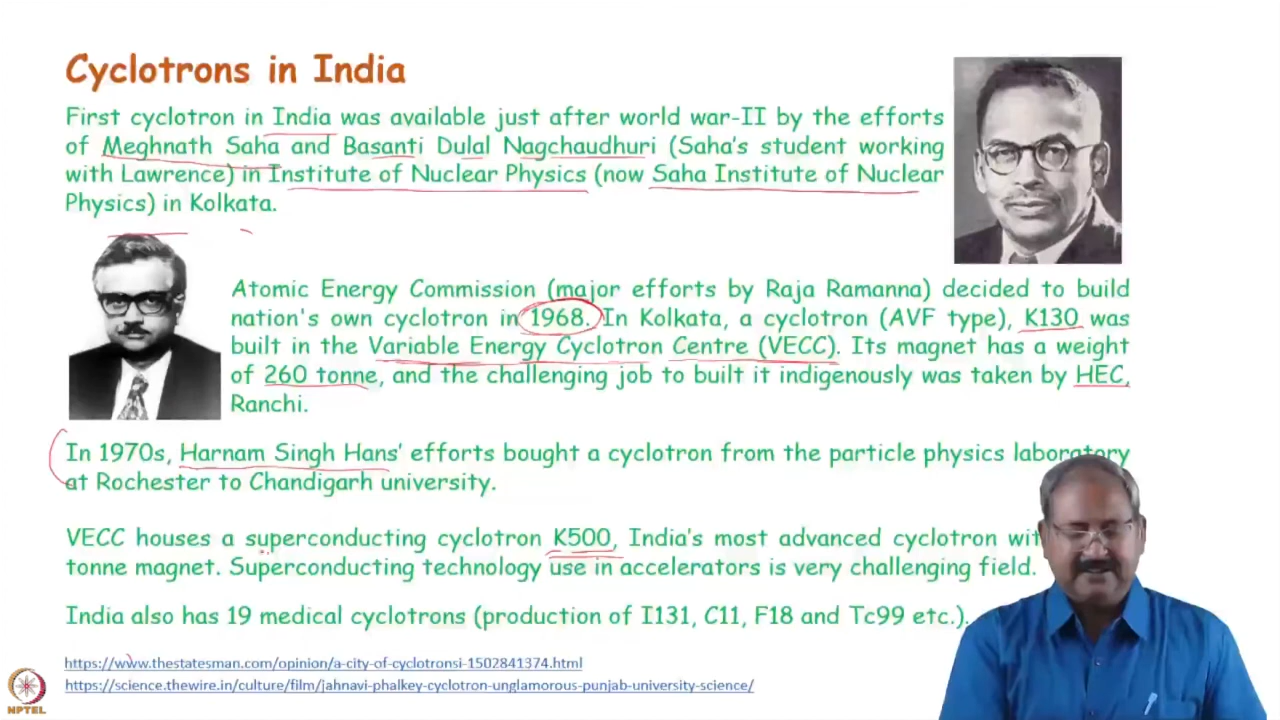 Cyclotrons in India
First cyclotron in India was available just after world war-II by the efforts
of Meghnath Saha and Basanti Dulal Nagchaudhuri (Saha's student working
with Lawrence) in Institute of Nuclear Physics (now Saha Institute of Nuclear
Physics) in Kolkata.
Atomic Energy Commission (major efforts by Raja Ramanna) decided to build
nation's own cyclotron in 1968. In Kolkata, a cyclotron (AVF type), K130 was
built in the Variable Energy Cyclotron Centre (VECC). Its magnet has a weight
of 260 tonne, and the challenging job to built it indigenously was taken by HEC,
Ranchi.
In 1970s, Harnam Singh Hans' efforts bought a cyclotron from the particle physics laboratory
at Rochester to Chandigarh university.
VECC houses a superconducting cyclotron K500, India's most advanced cyclotron
tonne magnet. Superconducting technology use in accelerators is very challenging field.
India also has 19 medical cyclotrons (production of I131, C11, F18 and Tc99 etc.).
https://www.thestatesman.com/opinion/a-city-of-cyclotronsi-1502841374.html
https://science.thewire.in/culture/film/jahnavi-phalkey-cyclotron-unglamorous-punjab-university-science/
NPTEL